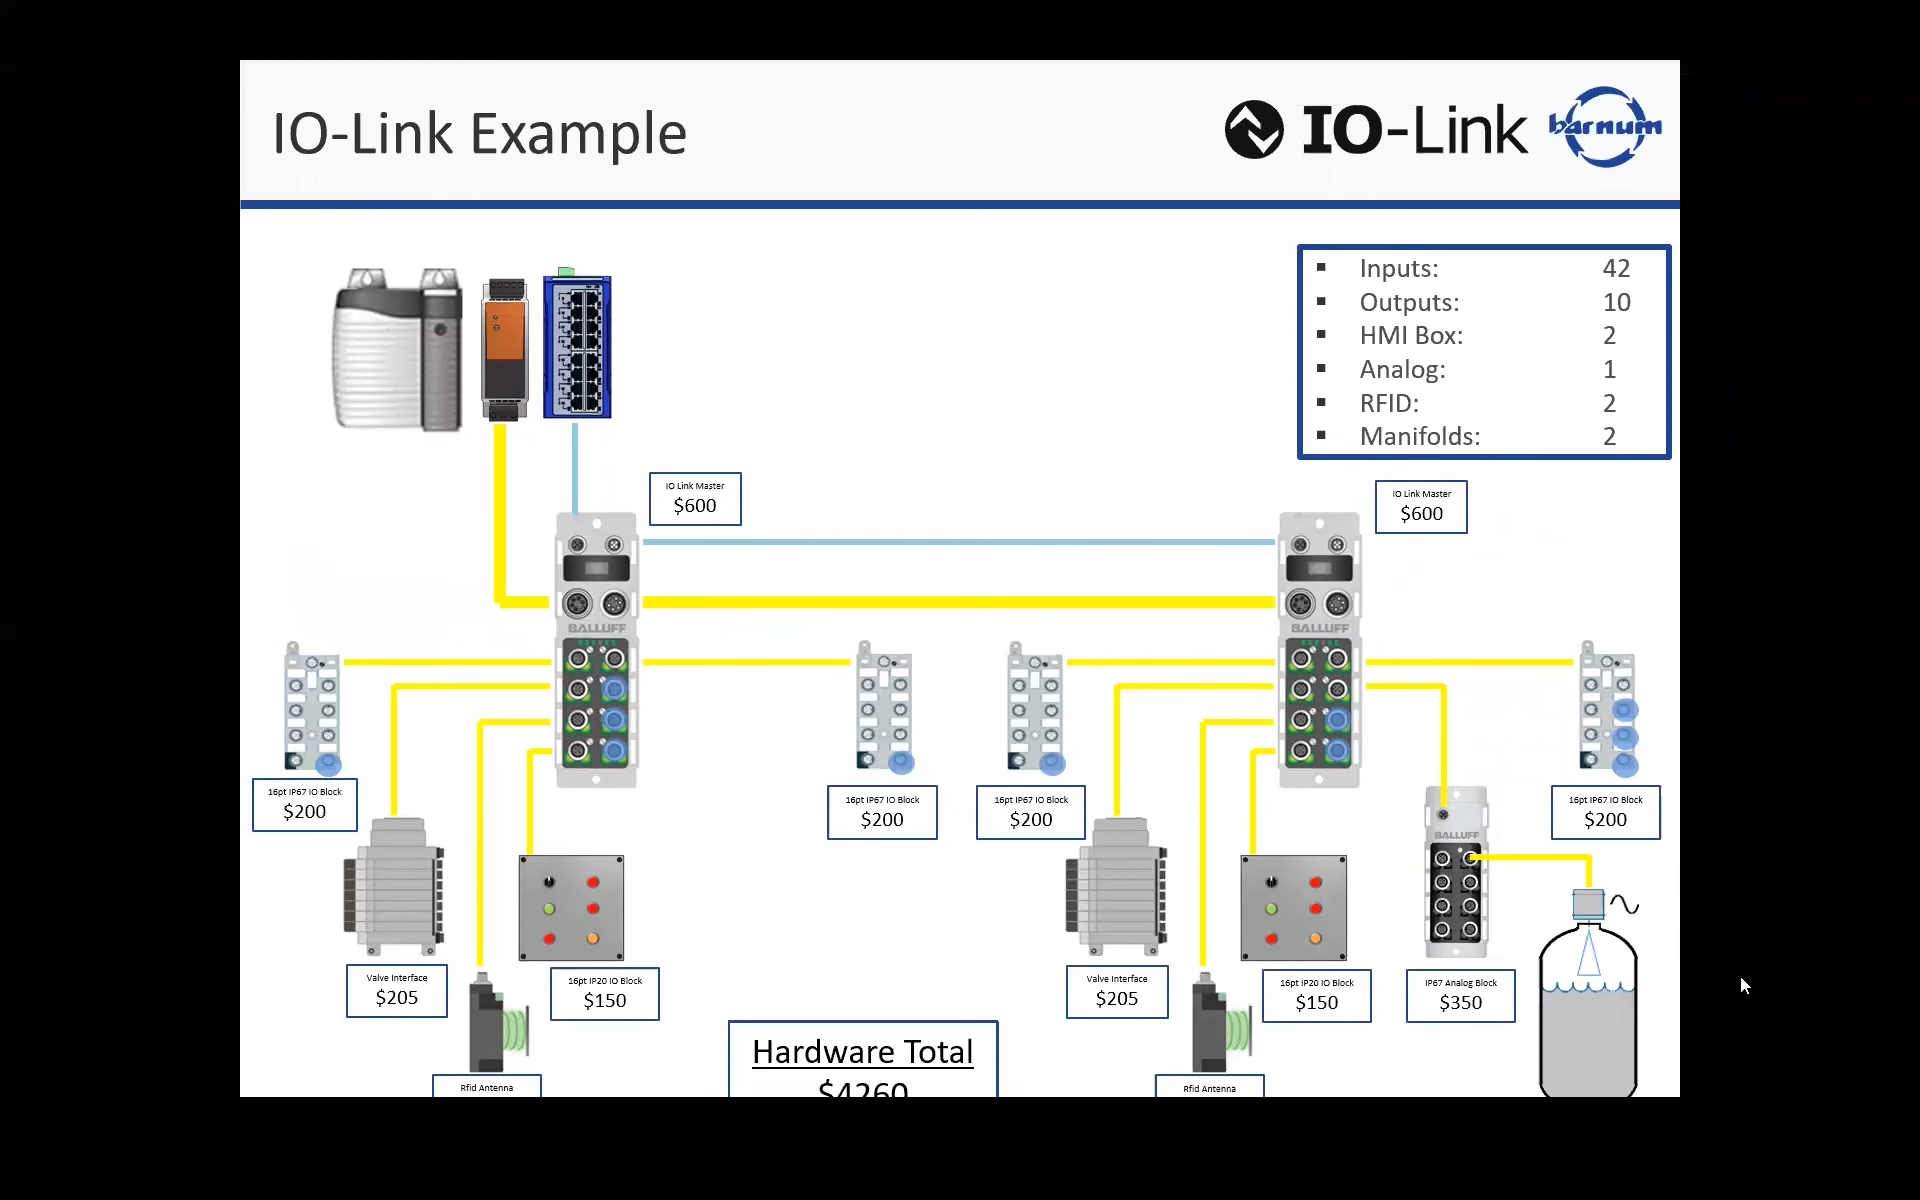 IO-Link Example
IO-Link
barnum
Inputs: 42
Outputs: 10
HMI Box: 2
Analog: 1
RFID: 2
Manifolds: 2
IO Link Master
$600
IO Link Master
$600
BALLUFF
BALLUFF
16pt IP67 IO Block
$200
16pt IP67 IO Block
$200
16pt IP67 IO Block
$200
16pt IP67 IO Block
$200
BALLUFF
Valve Interface
$205
16pt IP20 IO Block
$150
Valve Interface
$205
16pt IP20 IO Block
$150
IP67 Analog Block
$350
Hardware Total
$4260
Rfid Antenna
Rfid Antenna